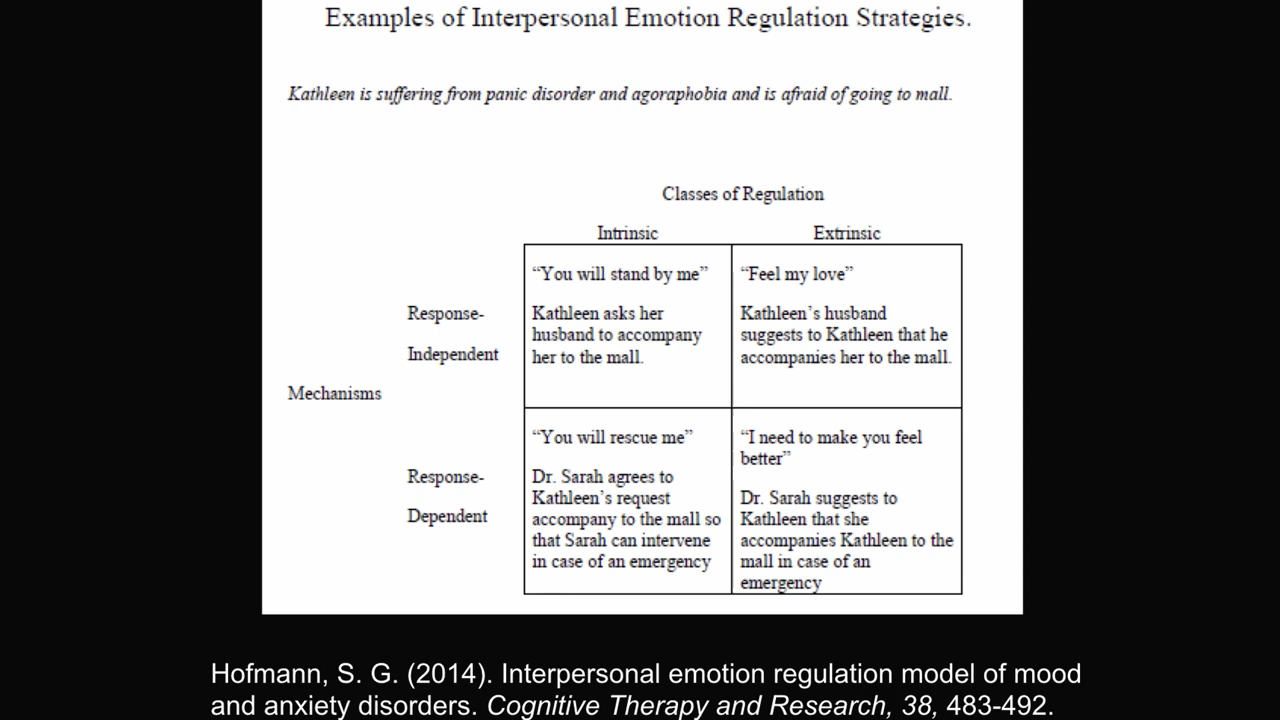 Examples of Interpersonal Emotion Regulation Strategies.
Kathleen is suffering from panic disorder and agoraphobia and is afraid of going to mall.
Classes of Regulation
Intrinsic
Extrinsic
Mechanisms
Response-
Independent
“You will stand by me”
Kathleen asks her
husband to accompany
her to the mall.
“Feel my love”
Kathleen’s husband
suggests to Kathleen that he
accompanies her to the mall.
Response-
Dependent
“You will rescue me”
Dr. Sarah agrees to
Kathleen’s request
accompany to the mall so
that Sarah can intervene
in case of an emergency
“I need to make you feel
better”
Dr. Sarah suggests to
Kathleen that she
accompanies Kathleen to the
mall in case of an
emergency
Hofmann, S. G. (2014). Interpersonal emotion regulation model of mood
and anxiety disorders. Cognitive Therapy and Research, 38, 483-492.